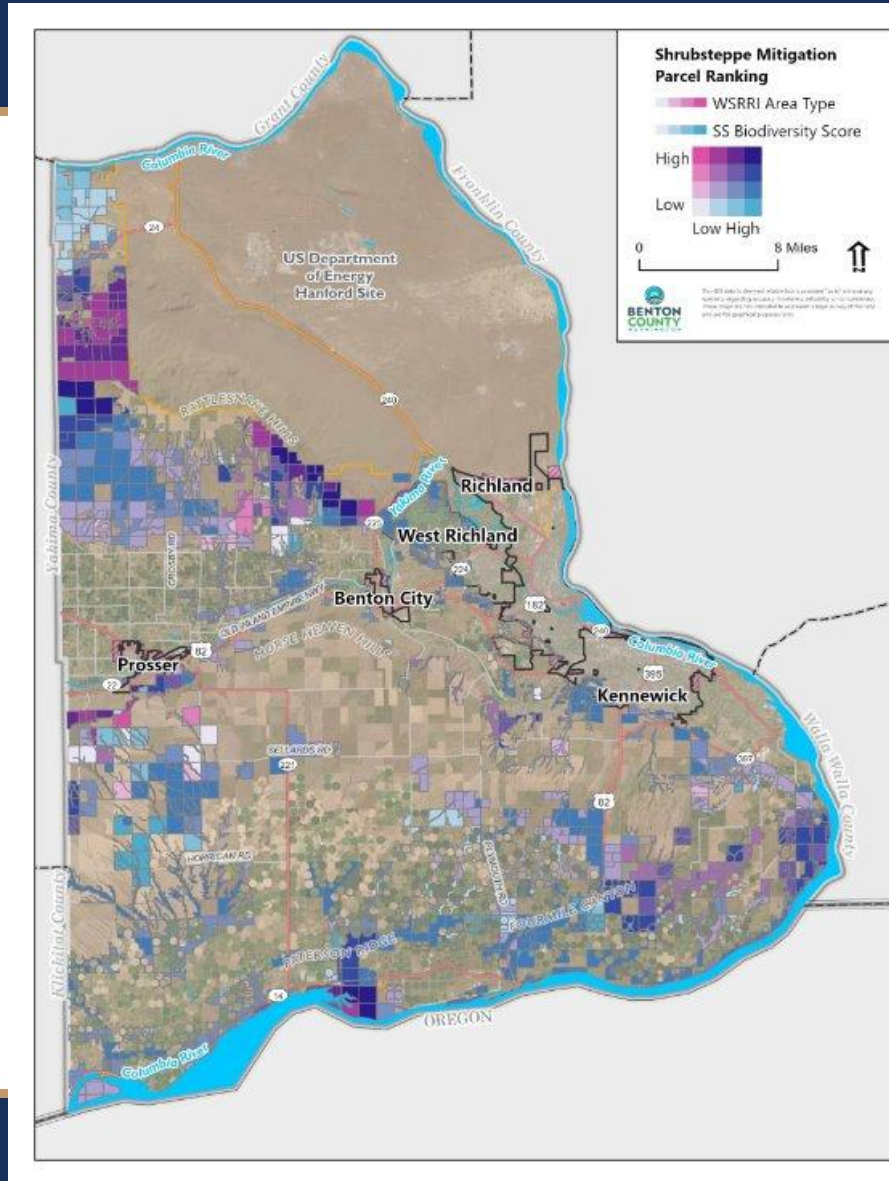 Shrubsteppe Mitigation
Parcel Ranking
WSRRI Area Type
SS Biodiversity Score
High
Low
Low High
0 8 Miles
BENTON
COUNTY
WASHINGTON
Grant County
Columbia River
Franklin County
24
US Department
of Energy
Hanford Site
240
RATTLESNAKE HILLS
Yakima County
Yakima River
Richland
225
West Richland
CROSBY RD
224
Benton City
182
OLD INLAND EMPIRE HWY
HORSE HEAVEN HILLS
240
Columbia River
82
Prosser
22
395
Kennewick
SELLARDS RD
221
397
Walla Walla County
82
HORRIGAN RD
PLYMOUTH RD
Klickitat County
FOURMILE CANYON
PATERSON RIDGE
14
OREGON
Columbia River